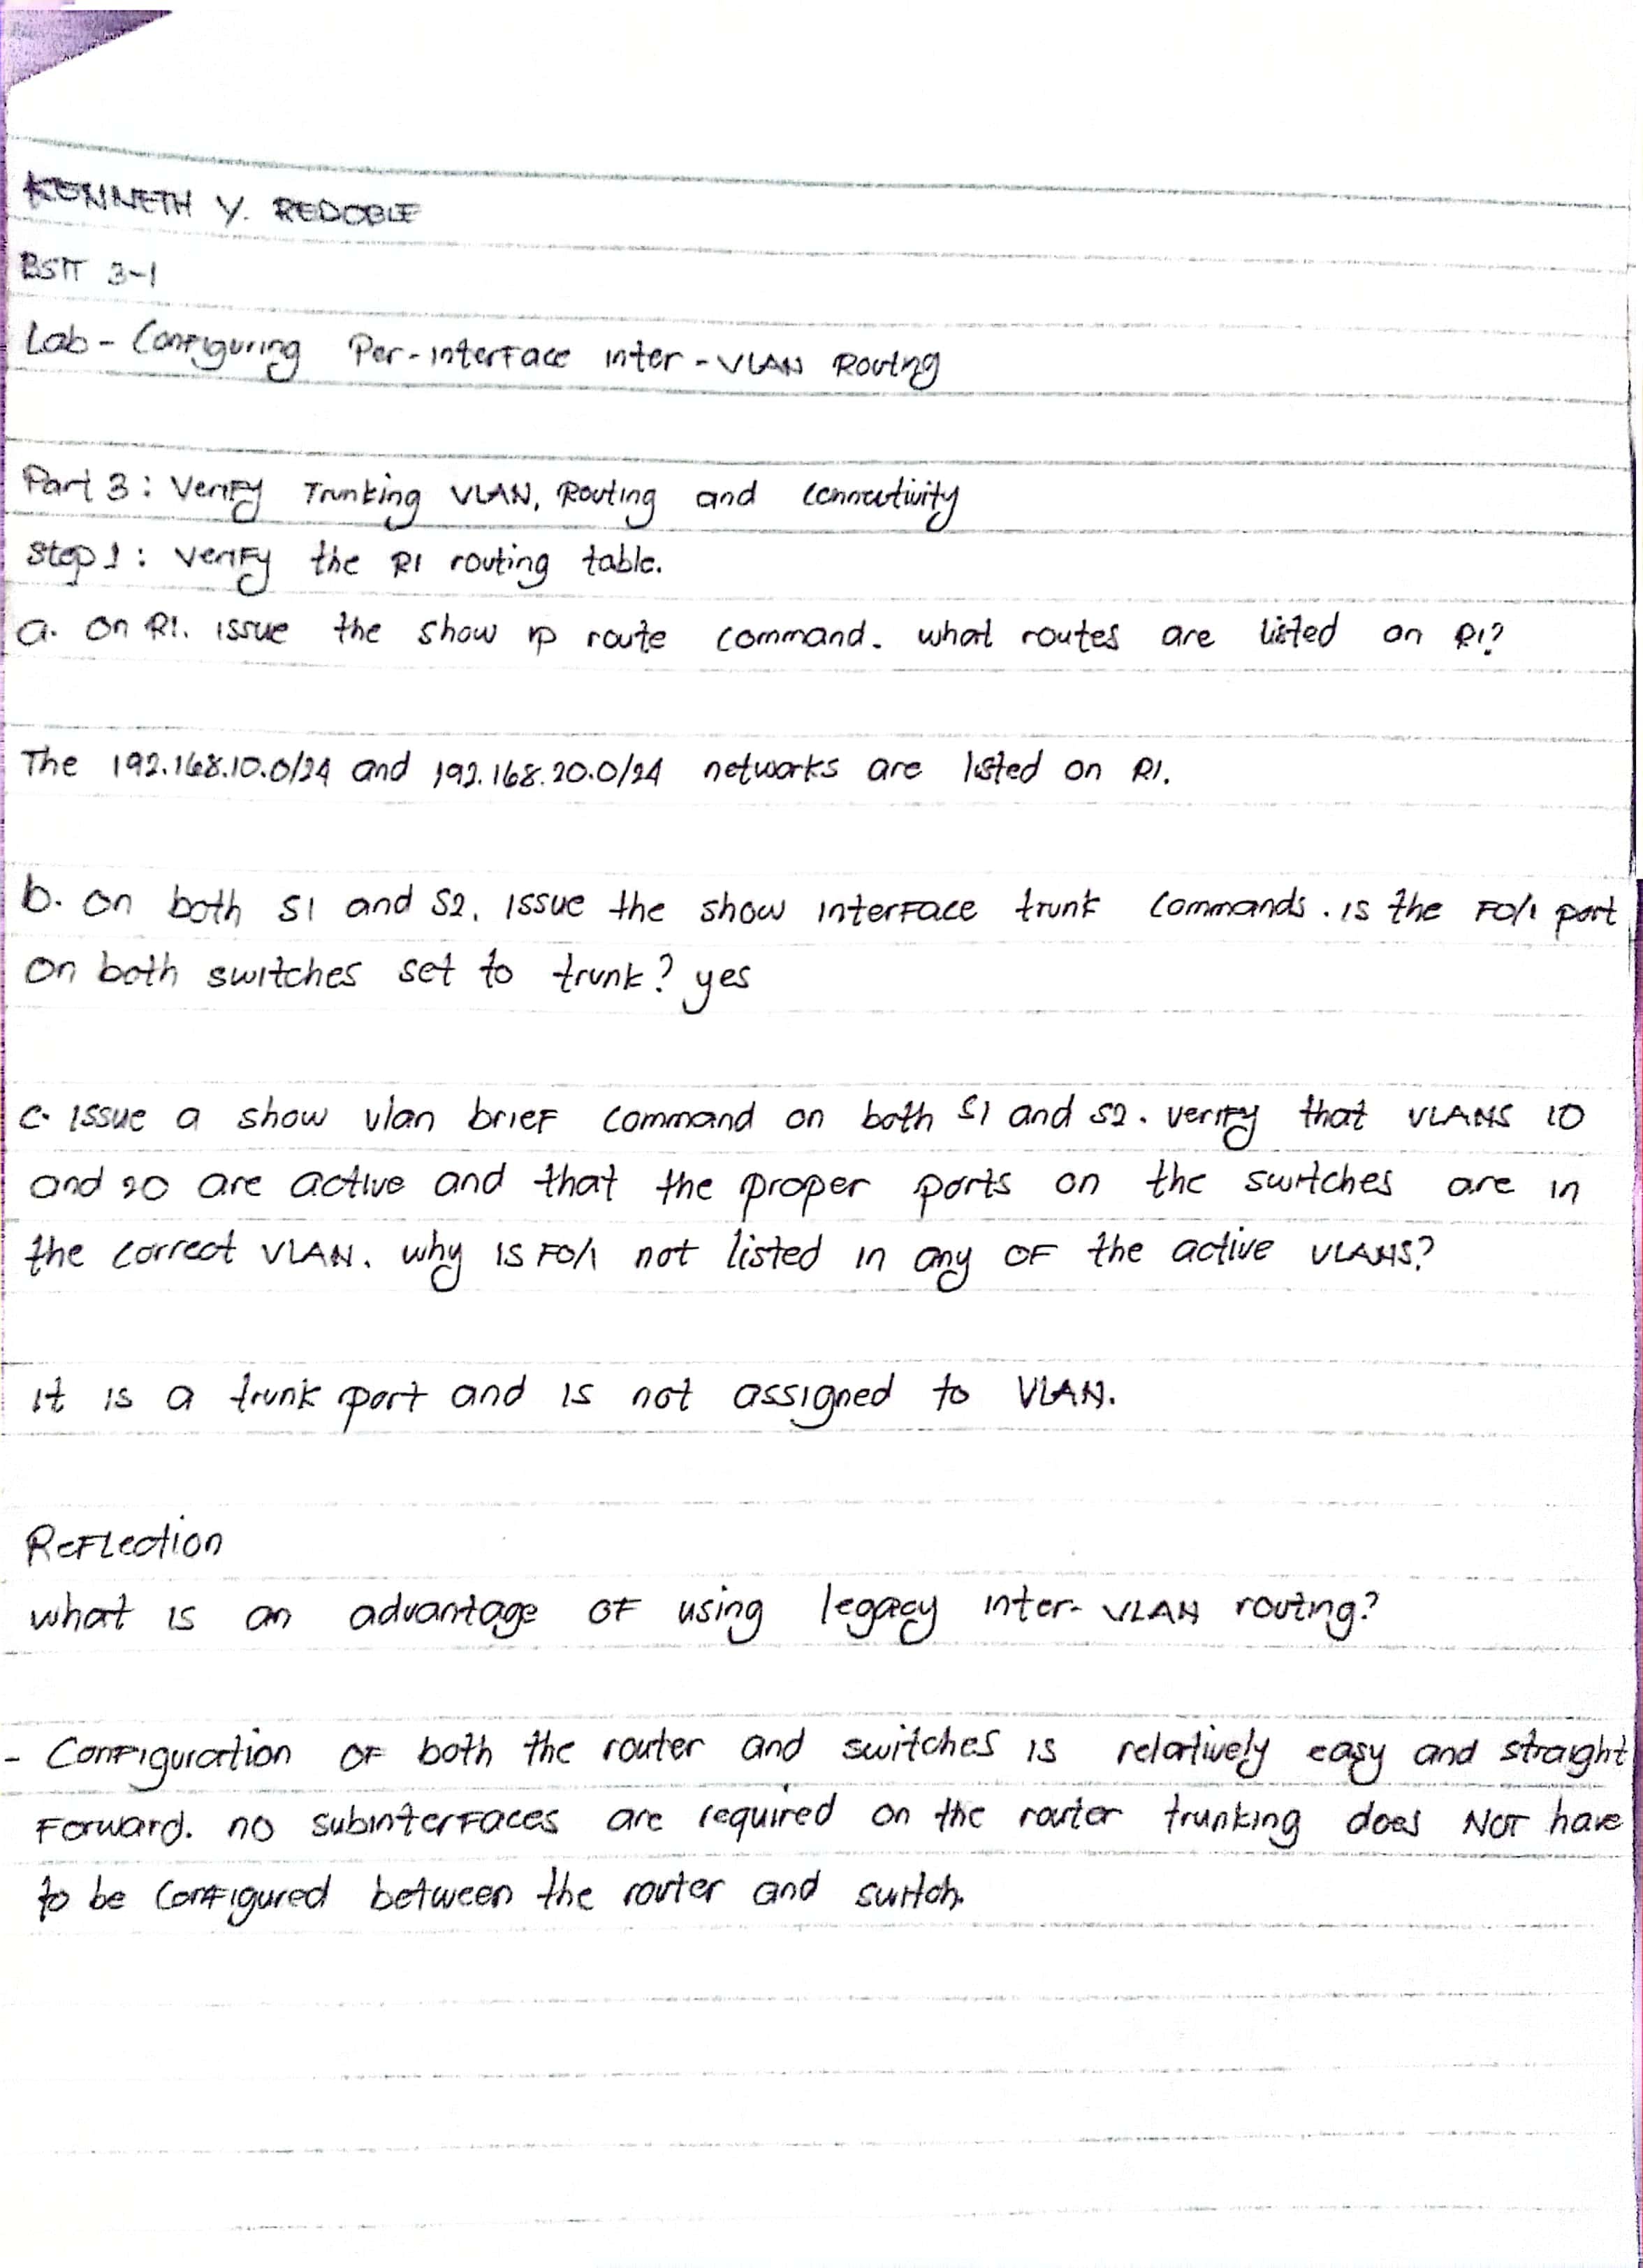 KENNETH Y. REDOBLE
BSIT 3-1
Lab - Configuring Per-interface inter-VLAN Routing
Part 3: Verify Trunking VLAN, Routing and Connectivity
Step 1: Verify the R1 routing table.
a. On R1. issue the show ip route command. what routes are listed on R1?
The 192.168.10.0/24 and 192.168.20.0/24 networks are listed on R1.
b. on both S1 and S2, issue the show interface trunk commands. is the F0/1 port
on both switches set to trunk? yes
c. issue a show vlan brief command on both S1 and S2. verify that VLANS 10
and 20 are active and that the proper ports on the switches are in
the correct VLAN. why is F0/1 not listed in any of the active VLANS?
it is a trunk port and is not assigned to VLAN.
Reflection
what is an advantage of using legacy inter-VLAN routing?
- Configuration of both the router and switches is relatively easy and straight
Forward. no subinterfaces are required on the router trunking does NOT have
to be configured between the router and switch.